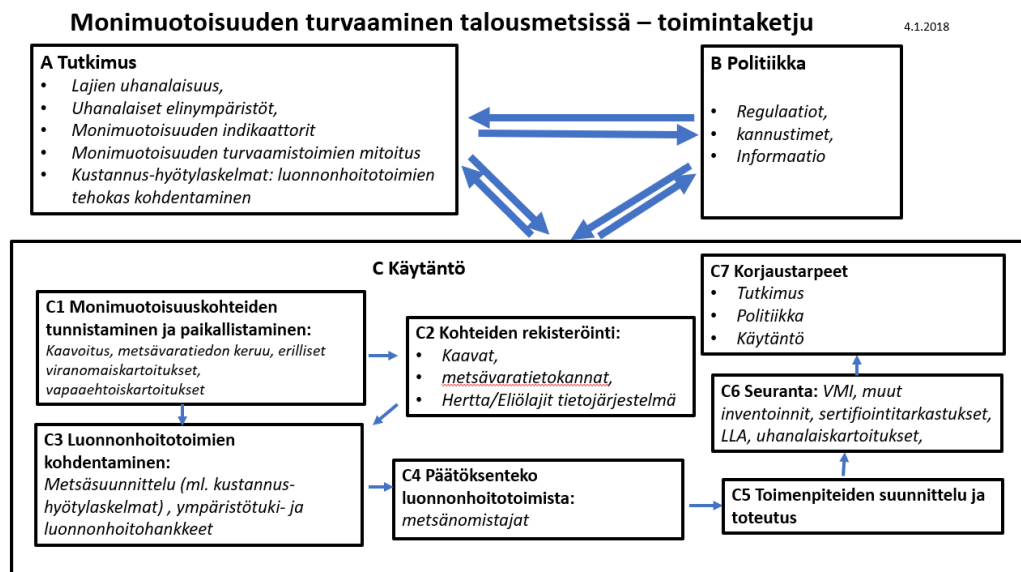 Monimuotoisuuden turvaaminen talousmetsissä – toimintaketju
4.1.2018
A Tutkimus
• Lajien uhanalaisuus,
• Uhanalaiset elinympäristöt,
• Monimuotoisuuden indikaattorit
• Monimuotoisuuden turvaamistoimien mitoitus
• Kustannus-hyötylaskelmat: luonnonhoitotoimien
tehokas kohdentaminen
B Politiikka
• Regulaatiot,
• kannustimet,
• Informaatio
C Käytäntö
C1 Monimuotoisuuskohteiden
tunnistaminen ja paikallistaminen:
Kaavoitus, metsävaratiedon keruu, erilliset
viranomaiskartoitukset,
vapaaehtoiskartoitukset
C2 Kohteiden rekisteröinti:
• Kaavat,
• metsävaratietokannat,
• Hertta/Eliölajit tietojärjestelmä
C3 Luonnonhoitotoimien
kohdentaminen:
Metsäsuunnittelu (ml. kustannus-
hyötylaskelmat) , ympäristötuki- ja
luonnonhoitohankkeet
C4 Päätöksenteko
luonnonhoitotoimista:
metsänomistajat
C5 Toimenpiteiden suunnittelu ja
toteutus
C6 Seuranta: VMI, muut
inventoinnit, sertifiointitarkastukset,
LLA, uhanalaiskartoitukset,
C7 Korjaustarpeet
• Tutkimus
• Politiikka
• Käytäntö